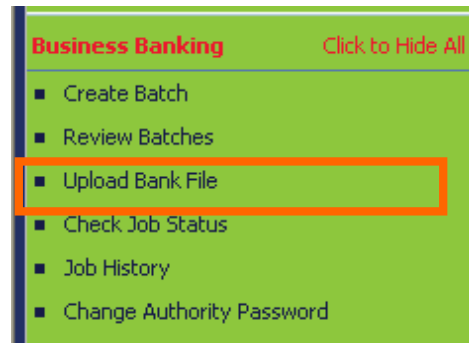 Business Banking Click to Hide All
Create Batch
Review Batches
Upload Bank File
Check Job Status
Job History
Change Authority Password